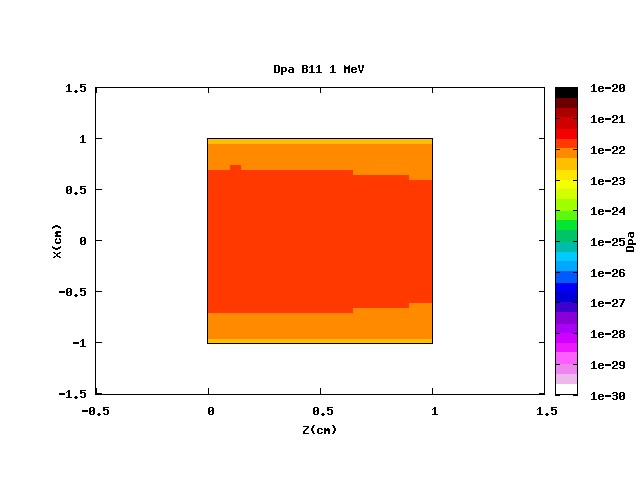 Dpa B11 1 MeV
1.5
1
0.5
0
-0.5
-1
-1.5
X(cm)
-0.5
0
0.5
1
1.5
Z(cm)
1e-20
1e-21
1e-22
1e-23
1e-24
1e-25
1e-26
1e-27
1e-28
1e-29
1e-30
Dpa